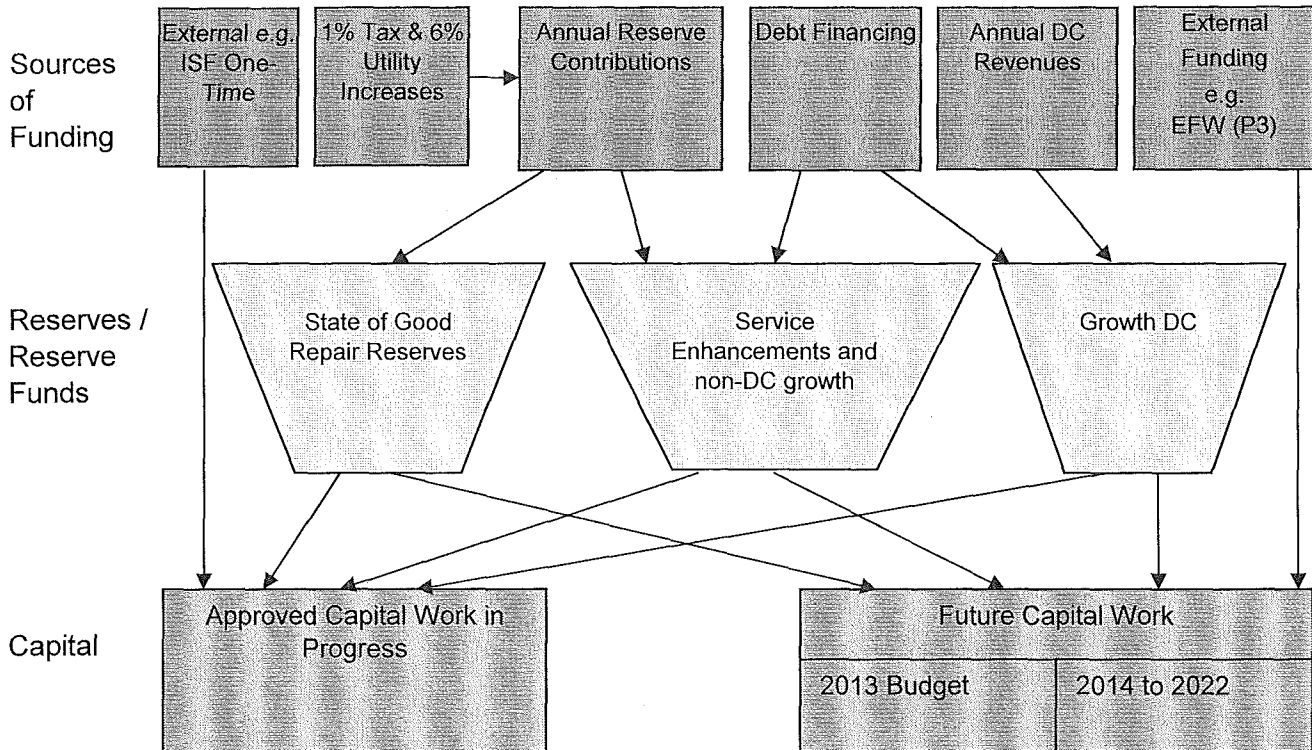 Sources
of
Funding
External e.g.
ISF One-
Time
1% Tax & 6%
Utility
Increases
Annual Reserve
Contributions
Debt Financing
Annual DC
Revenues
External
Funding
e.g.
EFW (P3)
Reserves /
Reserve
Funds
State of Good
Repair Reserves
Service
Enhancements and
non-DC growth
Growth DC
Capital
Approved Capital Work in
Progress
Future Capital Work
2013 Budget
2014 to 2022